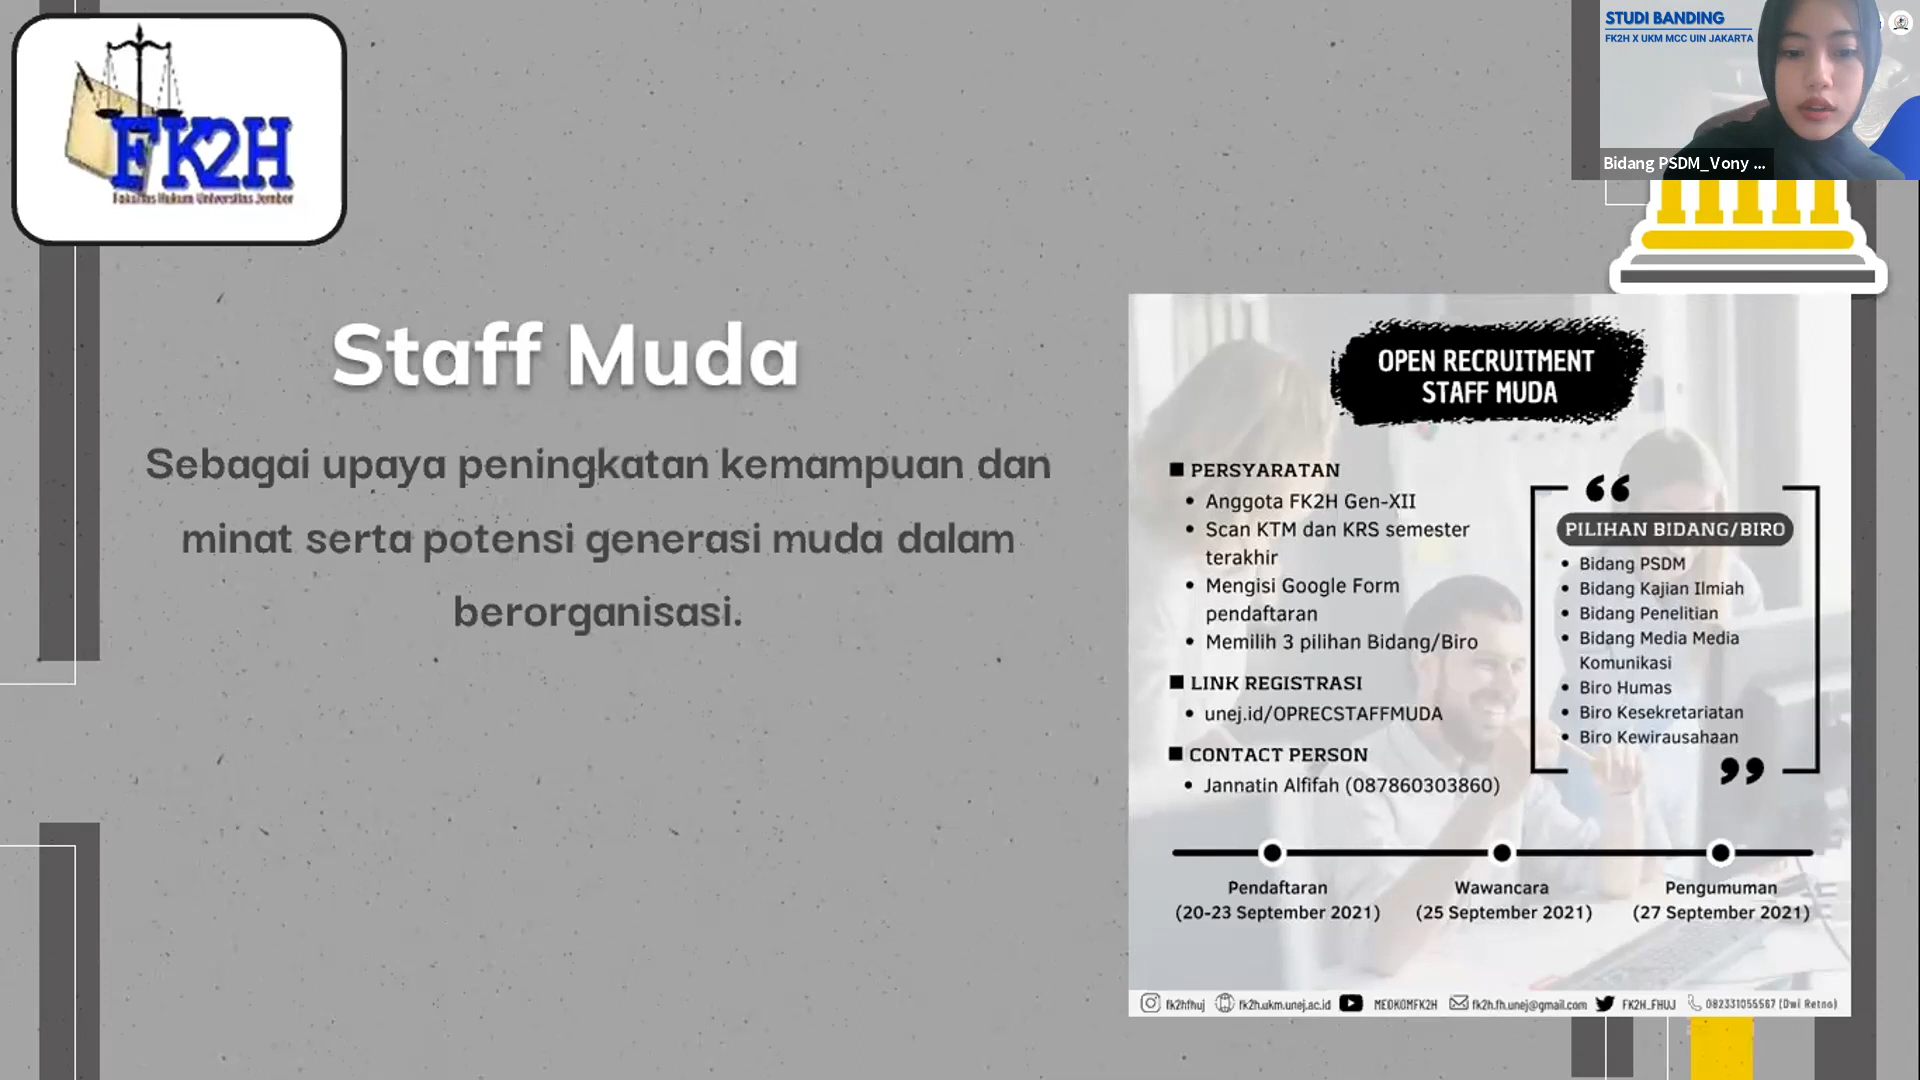 FK2H
Fakultas Hukum Universitas Jember
STUDI BANDING
FK2H X UKM MCC UIN JAKARTA
Bidang PSDM_Vony ...
Staff Muda
Sebagai upaya peningkatan kemampuan dan
minat serta potensi generasi muda dalam
berorganisasi.
OPEN RECRUITMENT
STAFF MUDA
PERSYARATAN
• Anggota FK2H Gen-XII
• Scan KTM dan KRS semester
terakhir
• Mengisi Google Form
pendaftaran
• Memilih 3 pilihan Bidang/Biro
LINK REGISTRASI
• unej.id/OPRECSTAFFMUDA
CONTACT PERSON
• Jannatin Alfifah (087860303860)
“
PILIHAN BIDANG/BIRO
• Bidang PSDM
• Bidang Kajian Ilmiah
• Bidang Penelitian
• Bidang Media Media
Komunikasi
• Biro Humas
• Biro Kesekretariatan
• Biro Kewirausahaan
”
Pendaftaran
(20-23 September 2021)
Wawancara
(25 September 2021)
Pengumuman
(27 September 2021)
fk2hfhuj fk2h.ukm.unej.ac.id MEDKOMFK2H fk2h.fh.unej@gmail.com FK2H_FHUJ 082331055567 (Dwi Retno)